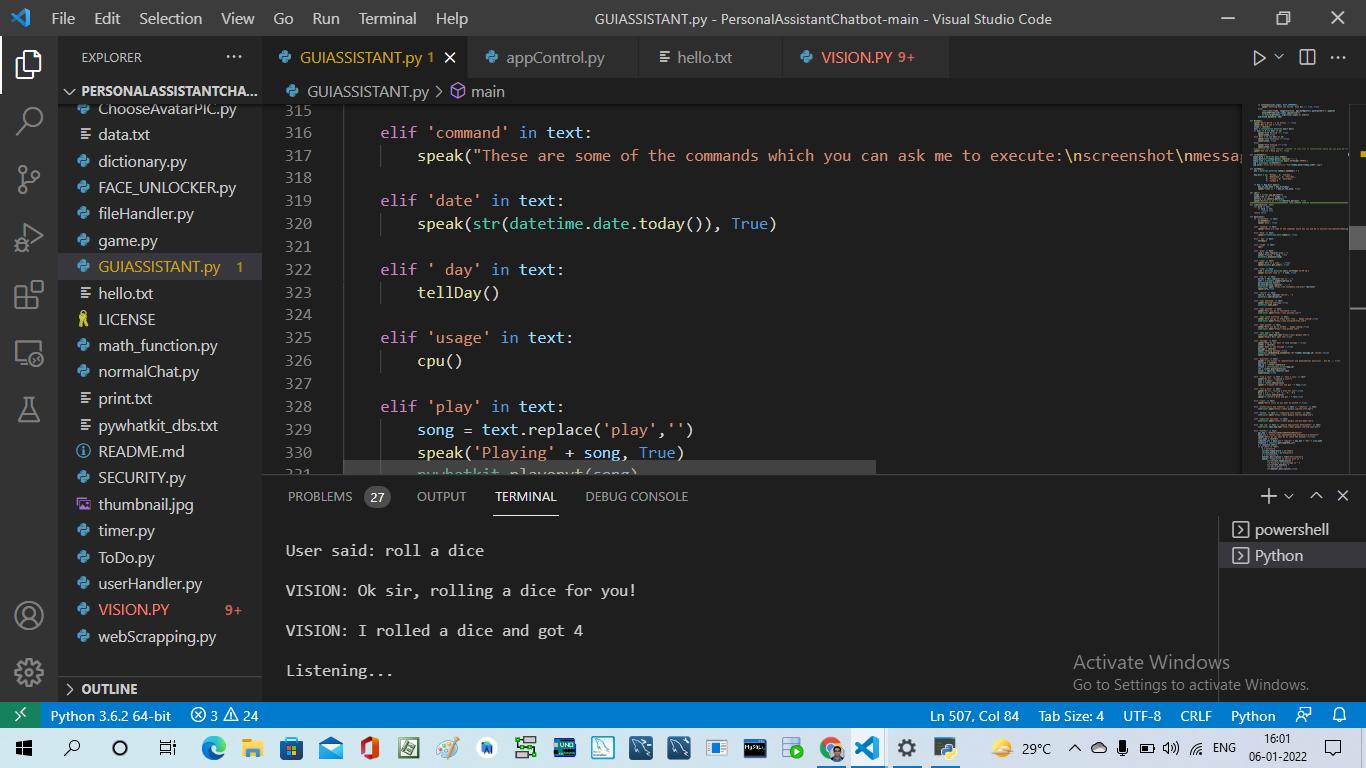 File Edit Selection View Go Run Terminal Help GUIASSISTANT.py - PersonalAssistantChatbot-main - Visual Studio Code
EXPLORER
PERSONALASSISTANTCHA...
ChooseAvatarPIC.py
data.txt
dictionary.py
FACE_UNLOCKER.py
fileHandler.py
game.py
GUIASSISTANT.py 1
hello.txt
LICENSE
math_function.py
normalChat.py
print.txt
pywhatkit_dbs.txt
README.md
SECURITY.py
thumbnail.jpg
timer.py
ToDo.py
userHandler.py
VISION.PY 9+
webScrapping.py
OUTLINE
GUIASSISTANT.py 1 appControl.py hello.txt VISION.PY 9+
GUIASSISTANT.py > main
315
316 elif 'command' in text:
317 speak("These are some of the commands which you can ask me to execute:\nscreenshot\nmessa
318
319 elif 'date' in text:
320 speak(str(datetime.date.today()), True)
321
322 elif ' day' in text:
323 tellDay()
324
325 elif 'usage' in text:
326 cpu()
327
328 elif 'play' in text:
329 song = text.replace('play','')
330 speak('Playing' + song, True)
331 pywhatkit.playonyt(song)
PROBLEMS 27 OUTPUT TERMINAL DEBUG CONSOLE
User said: roll a dice
VISION: Ok sir, rolling a dice for you!
VISION: I rolled a dice and got 4
Listening...
powershell
Python
Activate Windows
Go to Settings to activate Windows.
Python 3.6.2 64-bit 3 24 Ln 507, Col 84 Tab Size: 4 UTF-8 CRLF Python
29°C ENG 16:01
06-01-2022